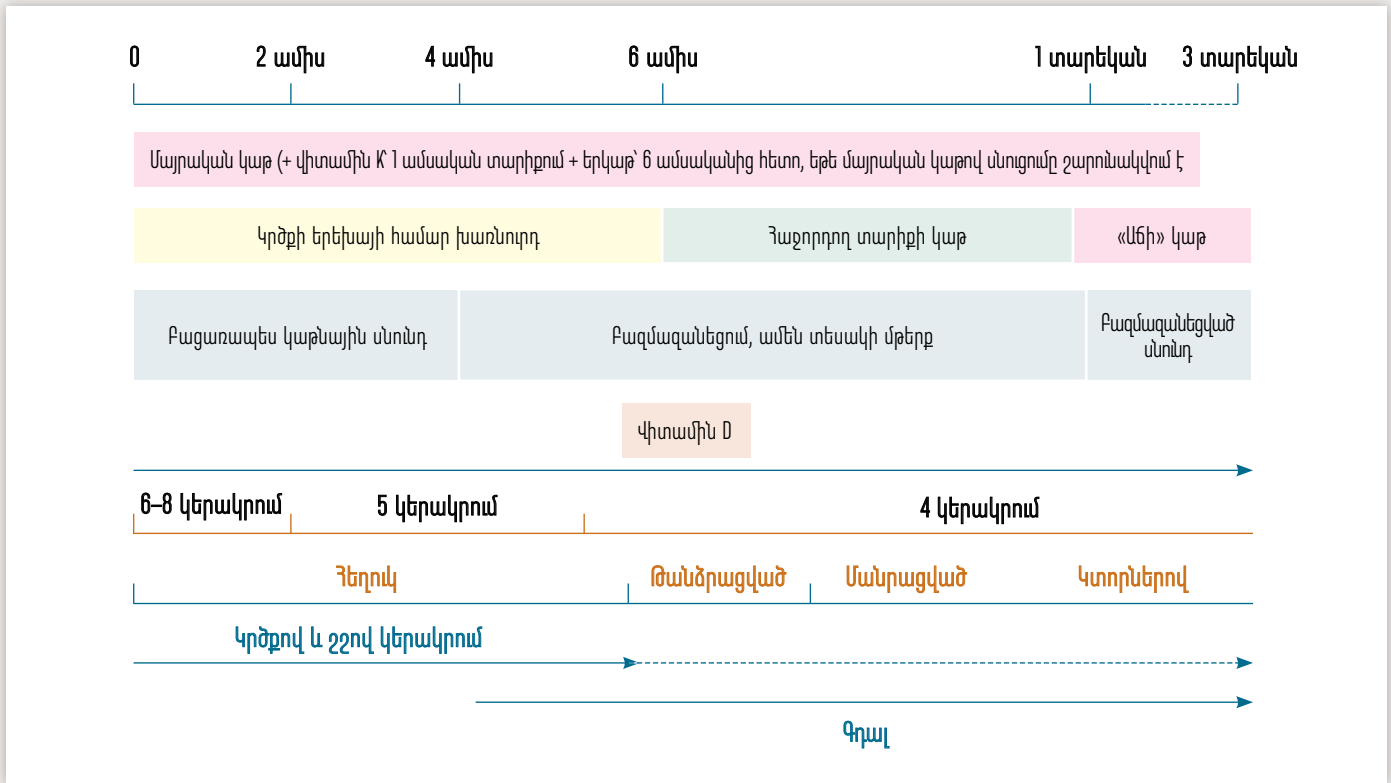 0 2 ամիս 4 ամիս 6 ամիս 1 տարեկան 3 տարեկան
Մայրական կաթ (+ վիտամին K՝ 1 ամսական տարիքում + երկաթ՝ 6 ամսականից հետո, եթե մայրական կաթով սնուցումը շարունակվում է
Կրծքի երեխայի համար խառնուրդ
Հաջորդող տարիքի կաթ
«Աճի» կաթ
Բացառապես կաթնային սնունդ
Բազմազանեցում, ամեն տեսակի մթերք
Բազմազանեցված
սնունդ
Վիտամին D
6–8 կերակրում 5 կերակրում 4 կերակրում
Հեղուկ Թանձրացված Մանրացված Կտորներով
Կրծքով և շշով կերակրում
Գդալ